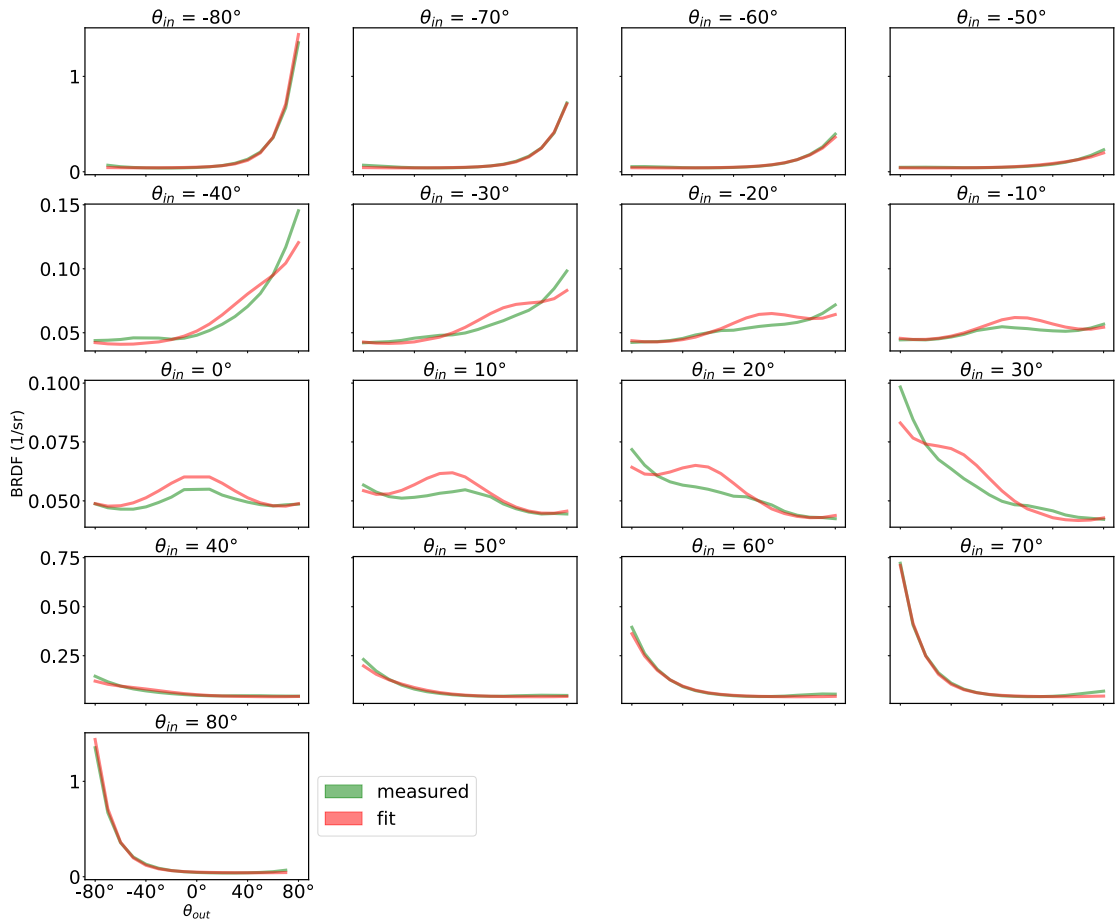 θin = -80° θin = -70° θin = -60° θin = -50°
1
0
θin = -40° θin = -30° θin = -20° θin = -10°
0.15
0.10
0.05
θin = 0° θin = 10° θin = 20° θin = 30°
0.100
0.075
0.050
BRDF (1/sr)
θin = 40° θin = 50° θin = 60° θin = 70°
0.75
0.50
0.25
θin = 80°
1
0
measured
fit
-80° -40° 0° 40° 80°
θout